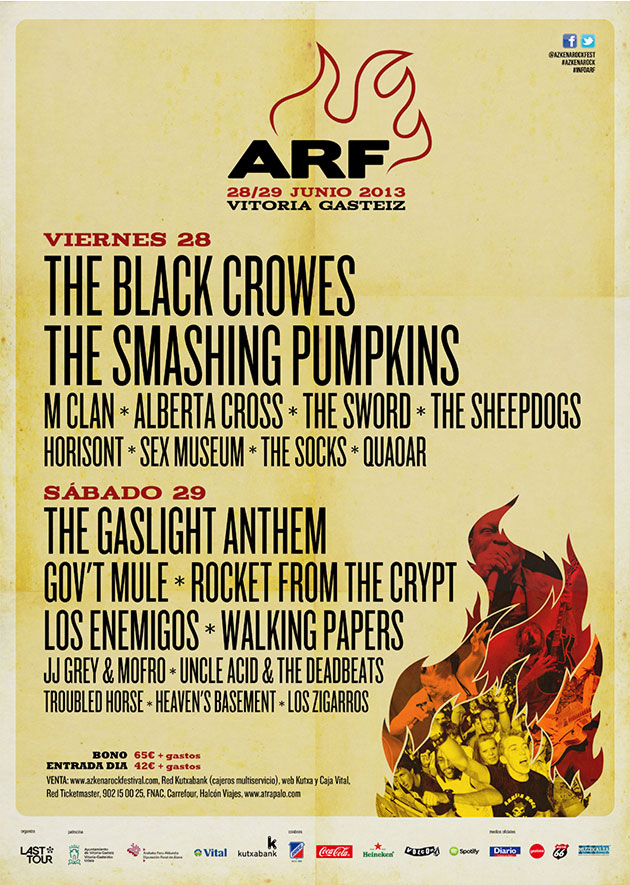 @AZKENAROCKFEST
#AZKENAROCK
#INFOARF
ARF
28/29 JUNIO 2013
VITORIA GASTEIZ
VIERNES 28
THE BLACK CROWES
THE SMASHING PUMPKINS
M CLAN * ALBERTA CROSS * THE SWORD * THE SHEEPDOGS
HORISONT * SEX MUSEUM * THE SOCKS * QUAOAR
SÁBADO 29
THE GASLIGHT ANTHEM
GOV'T MULE * ROCKET FROM THE CRYPT
LOS ENEMIGOS * WALKING PAPERS
JJ GREY & MOFRO * UNCLE ACID & THE DEADBEATS
TROUBLED HORSE * HEAVEN'S BASEMENT * LOS ZIGARROS
BONO 65€ + gastos
ENTRADA DIA 42€ + gastos
VENTA: www.azkenarockfestival.com, Red Kutxabank (cajeros multiservicio), web Kutxa y Caja Vital,
Red Ticketmaster, 902 15 00 25, FNAC, Carrefour, Halcón Viajes, www.atrapalo.com
LAST TOUR
Vital
kutxabank
Coca-Cola
Heineken
Spotify
Diario
66